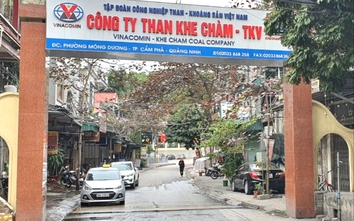 TẬP ĐOÀN CÔNG NGHIỆP THAN - KHOÁNG SẢN VIỆT NAM
CÔNG TY THAN KHE CHÀM - TKV
VINACOMIN
VINACOMIN - KHE CHAM COAL COMPANY
ĐC: PHƯỜNG MÔNG DƯƠNG - TP. CẨM PHẢ - QUẢNG NINH